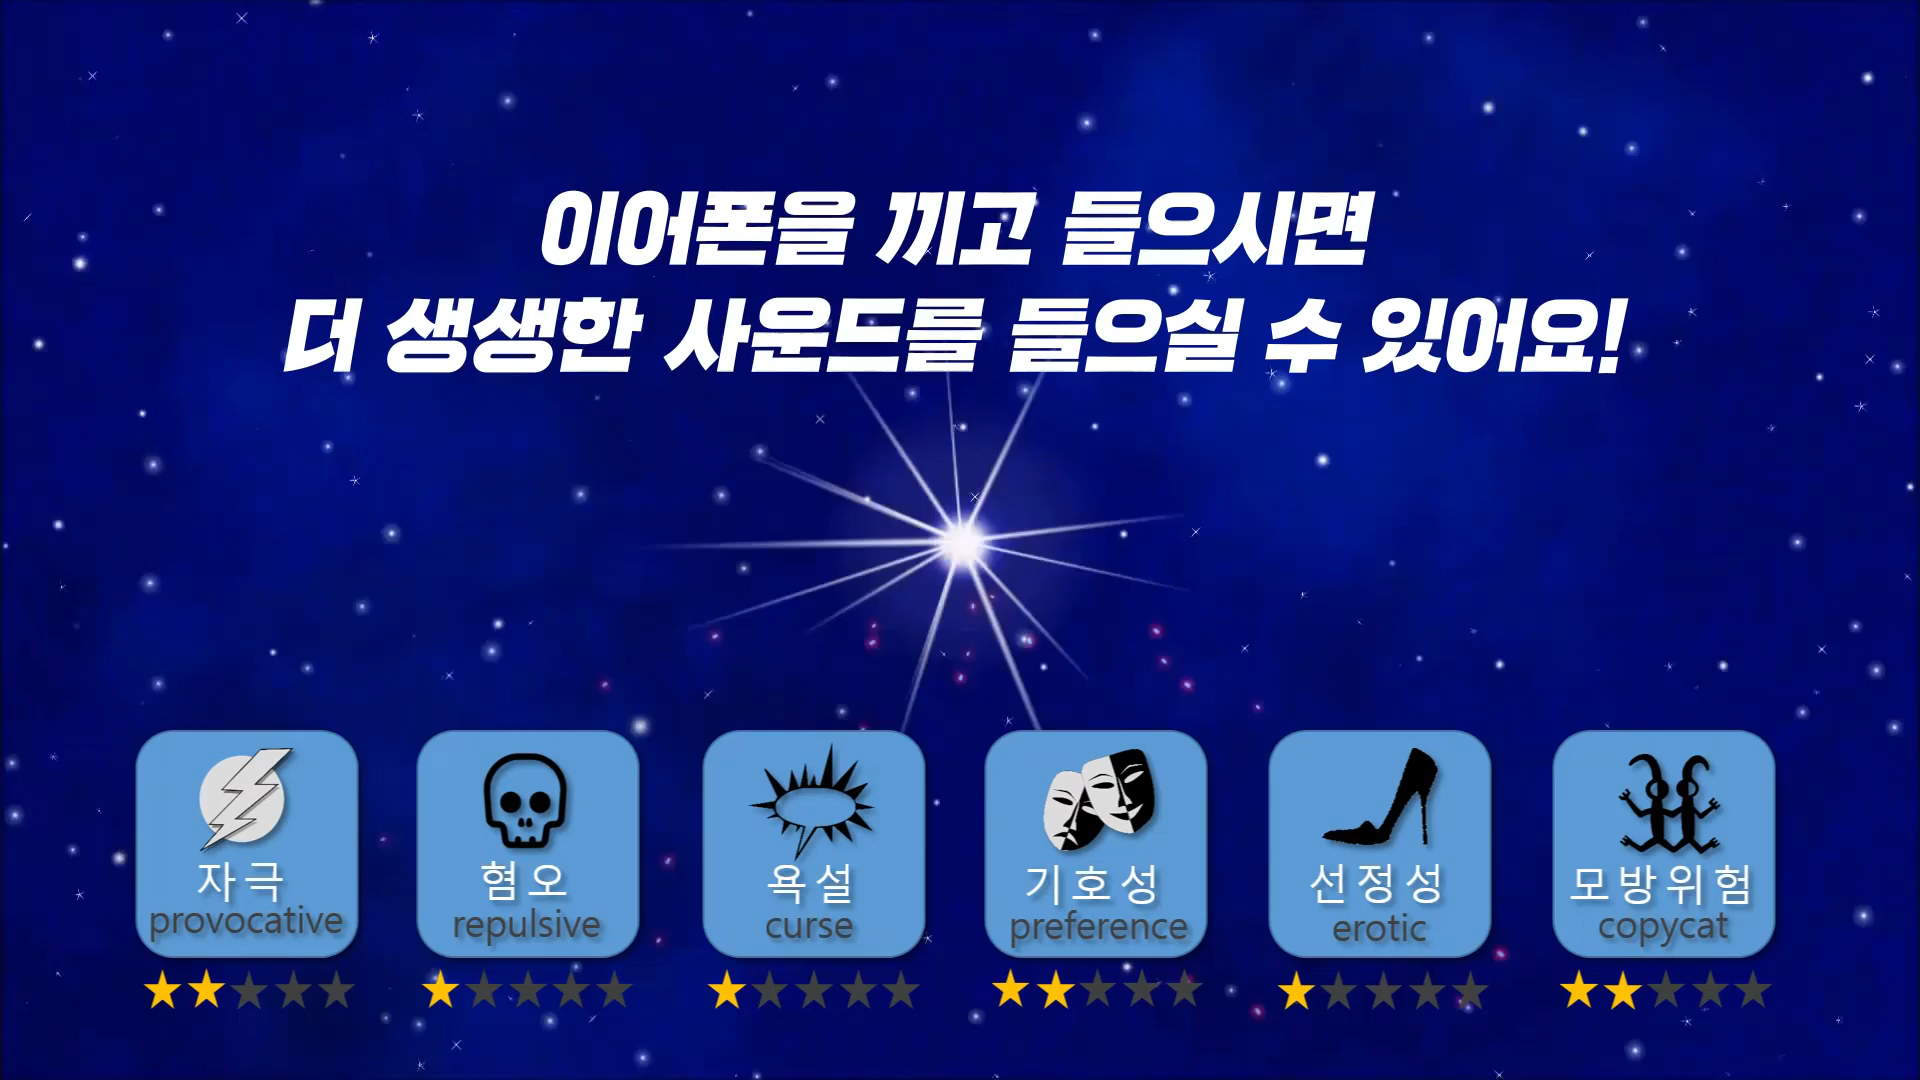 이어폰을 끼고 들으시면
더 생생한 사운드를 들으실 수 있어요!
자극
provocative
혐오
repulsive
욕설
curse
기호성
preference
선정성
erotic
모방위험
copycat